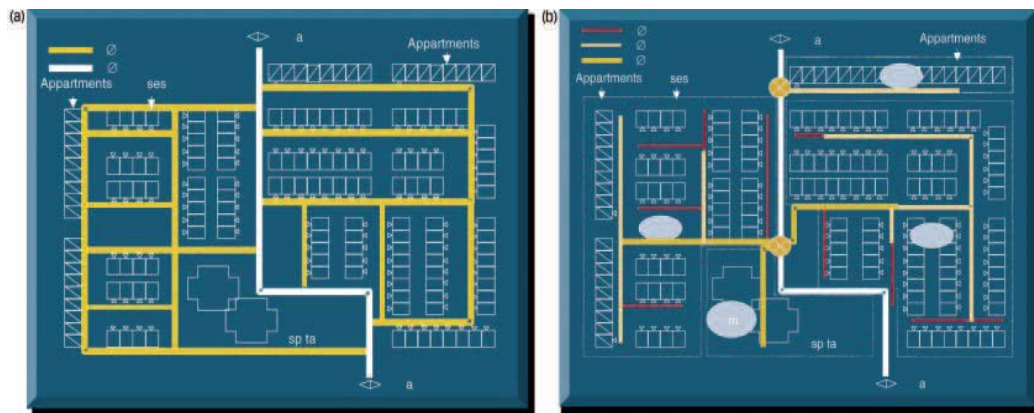 (a)
a
Ø
Appartments
Ø
Appartments
ses
sp ta
a
(b)
a
Ø
Appartments
Ø
Ø
Appartments
ses
m.
sp ta
a